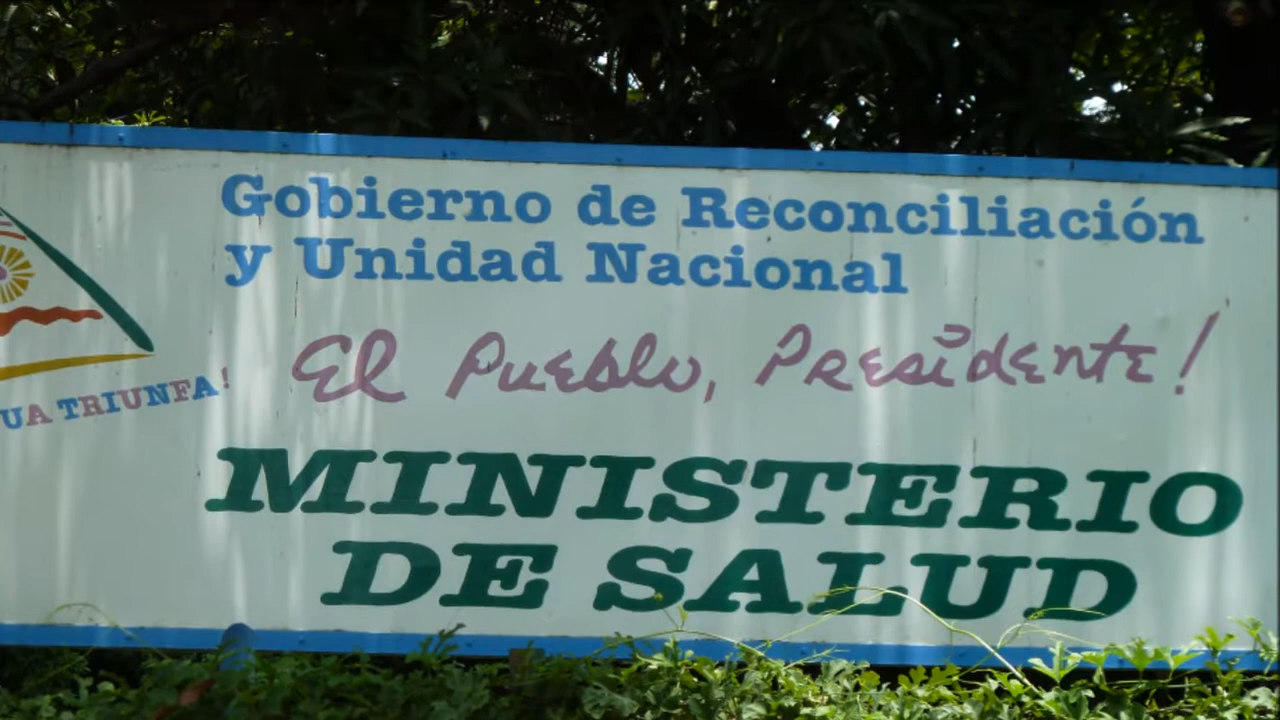 Gobierno de Reconciliación
y Unidad Nacional
El Pueblo, Presidente!
UA TRIUNFA!
MINISTERIO
DE SALUD